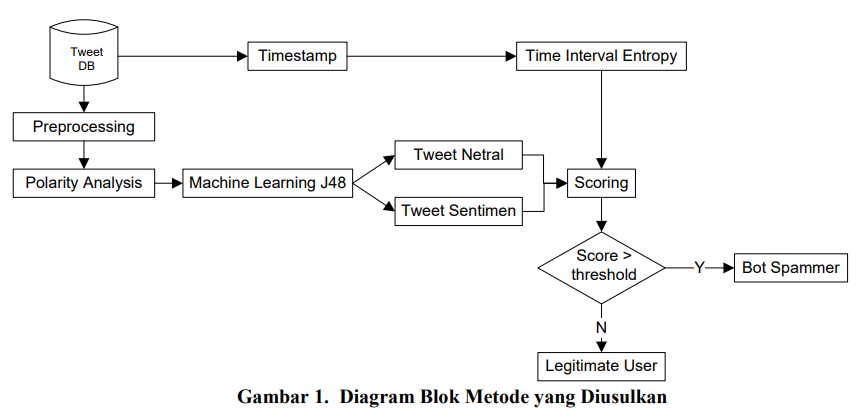 Tweet
DB
Timestamp
Time Interval Entropy
Preprocessing
Polarity Analysis
Machine Learning J48
Tweet Netral
Tweet Sentimen
Scoring
Score >
threshold
Y
Bot Spammer
N
Legitimate User
Gambar 1. Diagram Blok Metode yang Diusulkan